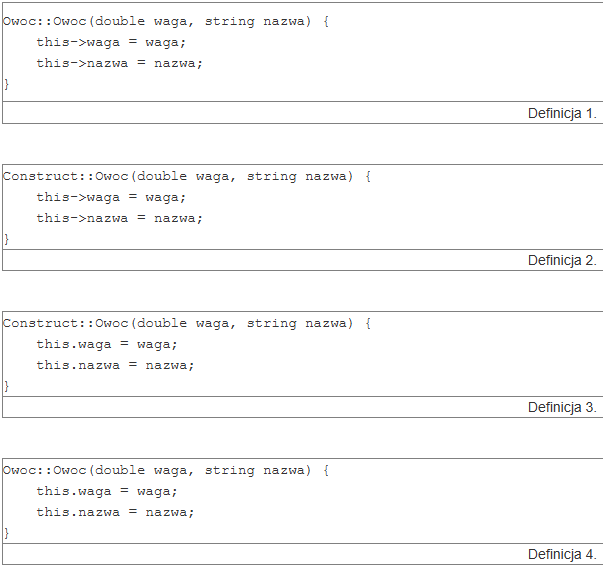 Owoc::Owoc(double waga, string nazwa) {
    this->waga = waga;
    this->nazwa = nazwa;
}
Definicja 1.
Construct::Owoc(double waga, string nazwa) {
    this->waga = waga;
    this->nazwa = nazwa;
}
Definicja 2.
Construct::Owoc(double waga, string nazwa) {
    this.waga = waga;
    this.nazwa = nazwa;
}
Definicja 3.
Owoc::Owoc(double waga, string nazwa) {
    this.waga = waga;
    this.nazwa = nazwa;
}
Definicja 4.